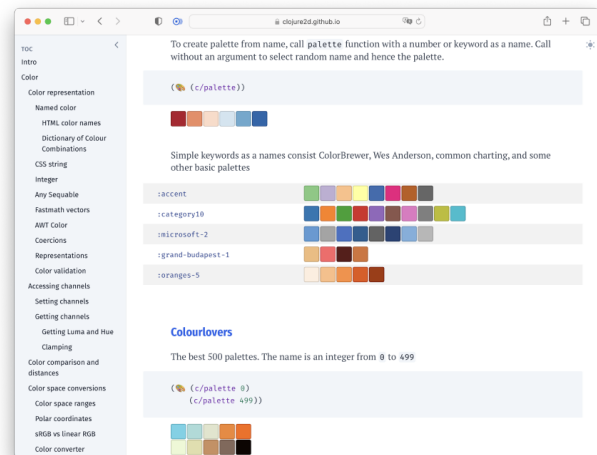 clojure2d.github.io
TOC
Intro
Color
Color representation
Named color
HTML color names
Dictionary of Colour
Combinations
CSS string
Integer
Any Sequable
Fastmath vectors
AWT Color
Coercions
Representations
Color validation
Accessing channels
Setting channels
Getting channels
Getting Luma and Hue
Clamping
Color comparison and
distances
Color space conversions
Color space ranges
Polar coordinates
sRGB vs linear RGB
Color converter
To create palette from name, call palette function with a number or keyword as a name. Call
without an argument to select random name and hence the palette.
(🎨 (c/palette))
Simple keywords as a names consist ColorBrewer, Wes Anderson, common charting, and some
other basic palettes
:accent
:category10
:microsoft-2
:grand-budapest-1
:oranges-5
Colourlovers
The best 500 palettes. The name is an integer from 0 to 499
(🎨 (c/palette 0)
(c/palette 499))